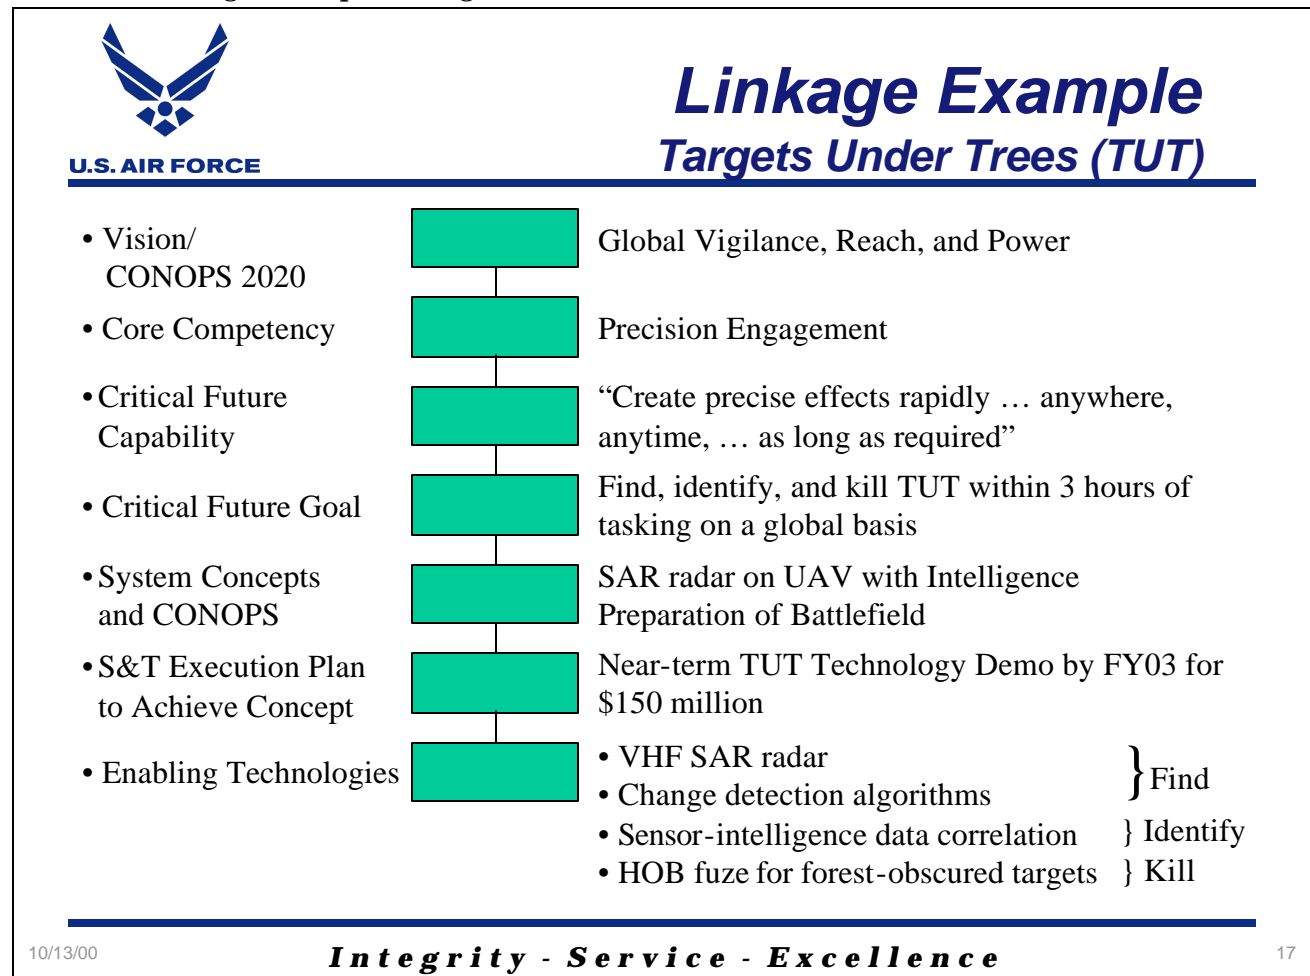 U.S. AIR FORCE
Linkage Example
Targets Under Trees (TUT)
• Vision/
CONOPS 2020
Global Vigilance, Reach, and Power
• Core Competency
Precision Engagement
• Critical Future
Capability
“Create precise effects rapidly … anywhere,
anytime, … as long as required”
• Critical Future Goal
Find, identify, and kill TUT within 3 hours of
tasking on a global basis
• System Concepts
and CONOPS
SAR radar on UAV with Intelligence
Preparation of Battlefield
• S&T Execution Plan
to Achieve Concept
Near-term TUT Technology Demo by FY03 for
$150 million
• Enabling Technologies
• VHF SAR radar
• Change detection algorithms
} Find
• Sensor-intelligence data correlation } Identify
• HOB fuze for forest-obscured targets } Kill
10/13/00
Integrity - Service - Excellence
17